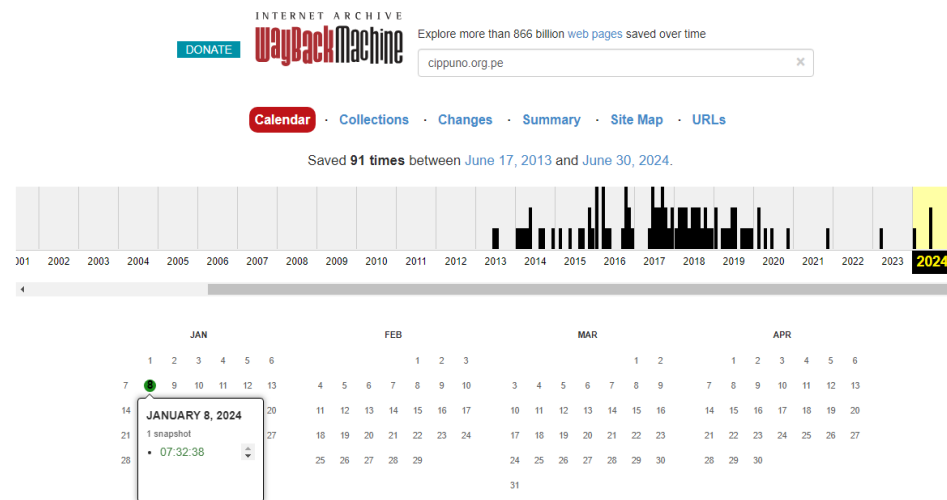 INTERNET ARCHIVE
DONATE
WayBackMachine
Explore more than 866 billion web pages saved over time
cippuno.org.pe ×
Calendar · Collections · Changes · Summary · Site Map · URLs
Saved 91 times between June 17, 2013 and June 30, 2024.
001 2002 2003 2004 2005 2006 2007 2008 2009 2010 2011 2012 2013 2014 2015 2016 2017 2018 2019 2020 2021 2022 2023 2024
JAN
1 2 3 4 5 6
7 8 9 10 11 12 13
14 20
21 27
28
JANUARY 8, 2024
1 snapshot
• 07:32:38
FEB
1 2 3
4 5 6 7 8 9 10
11 12 13 14 15 16 17
18 19 20 21 22 23 24
25 26 27 28 29
MAR
1 2
3 4 5 6 7 8 9
10 11 12 13 14 15 16
17 18 19 20 21 22 23
24 25 26 27 28 29 30
31
APR
1 2 3 4 5 6
7 8 9 10 11 12 13
14 15 16 17 18 19 20
21 22 23 24 25 26 27
28 29 30